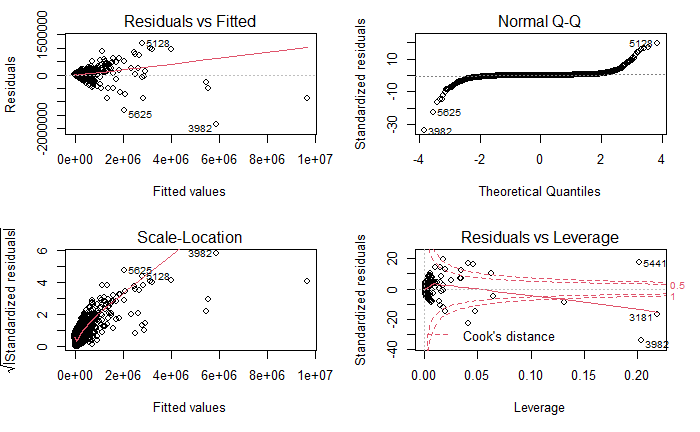 Residuals vs Fitted
Residuals
-2000000 0 1500000
5128
5625
3982
0e+00 2e+06 4e+06 6e+06 8e+06 1e+07
Fitted values
Normal Q-Q
Standardized residuals
-30 -10 10
5128
5625
3982
-4 -2 0 2 4
Theoretical Quantiles
Scale-Location
√|Standardized residuals|
0 2 4 6
3982
5625
5128
0e+00 2e+06 4e+06 6e+06 8e+06 1e+07
Fitted values
Residuals vs Leverage
Standardized residuals
-40 -20 0 20
5441
0.5
1
3181
Cook's distance
3982
0.00 0.05 0.10 0.15 0.20
Leverage